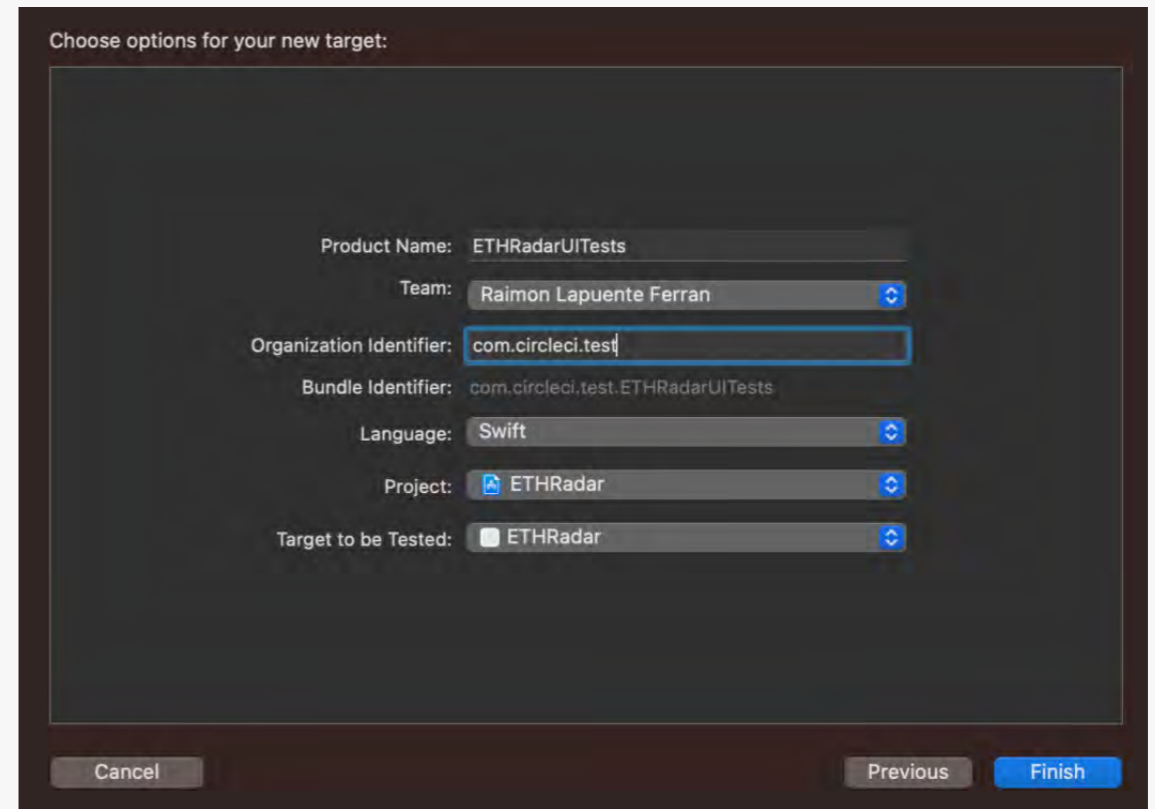 Choose options for your new target:
Product Name: ETHRadarUITests
Team: Raimon Lapuente Ferran
Organization Identifier: com.circleci.test
Bundle Identifier: com.circleci.test.ETHRadarUITests
Language: Swift
Project: ETHRadar
Target to be Tested: ETHRadar
Cancel Previous Finish